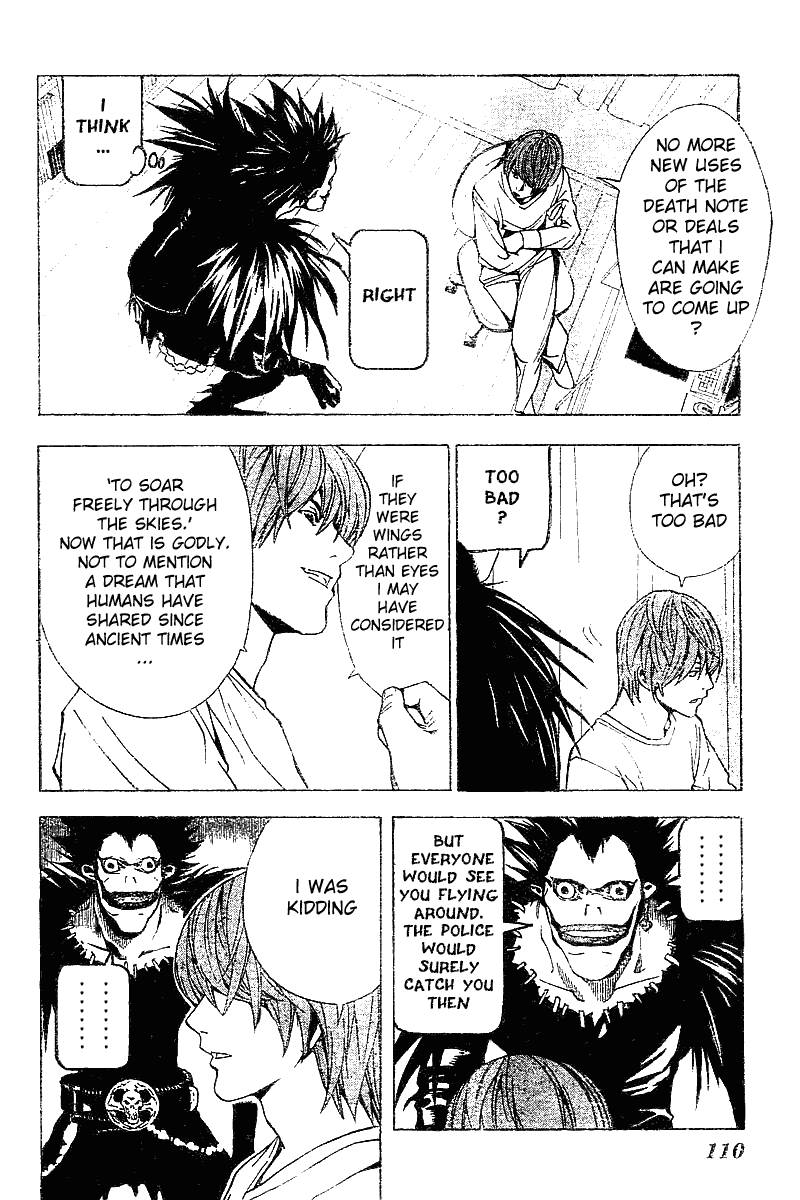 NO MORE
NEW USES
OF THE
DEATH NOTE
OR DEALS
THAT I
CAN MAKE
ARE GOING
TO COME UP
?
RIGHT
I
THINK
...
OH?
THAT'S
TOO BAD
TOO
BAD
?
IF
THEY
WERE
WINGS
RATHER
THAN EYES
I MAY
HAVE
CONSIDERED
IT
'TO SOAR
FREELY THROUGH
THE SKIES.'
NOW THAT IS GODLY.
NOT TO MENTION
A DREAM THAT
HUMANS HAVE
SHARED SINCE
ANCIENT TIMES
...
........
........
BUT
EVERYONE
WOULD SEE
YOU FLYING
AROUND.
THE POLICE
WOULD
SURELY
CATCH YOU
THEN
I WAS
KIDDING
........
........
110